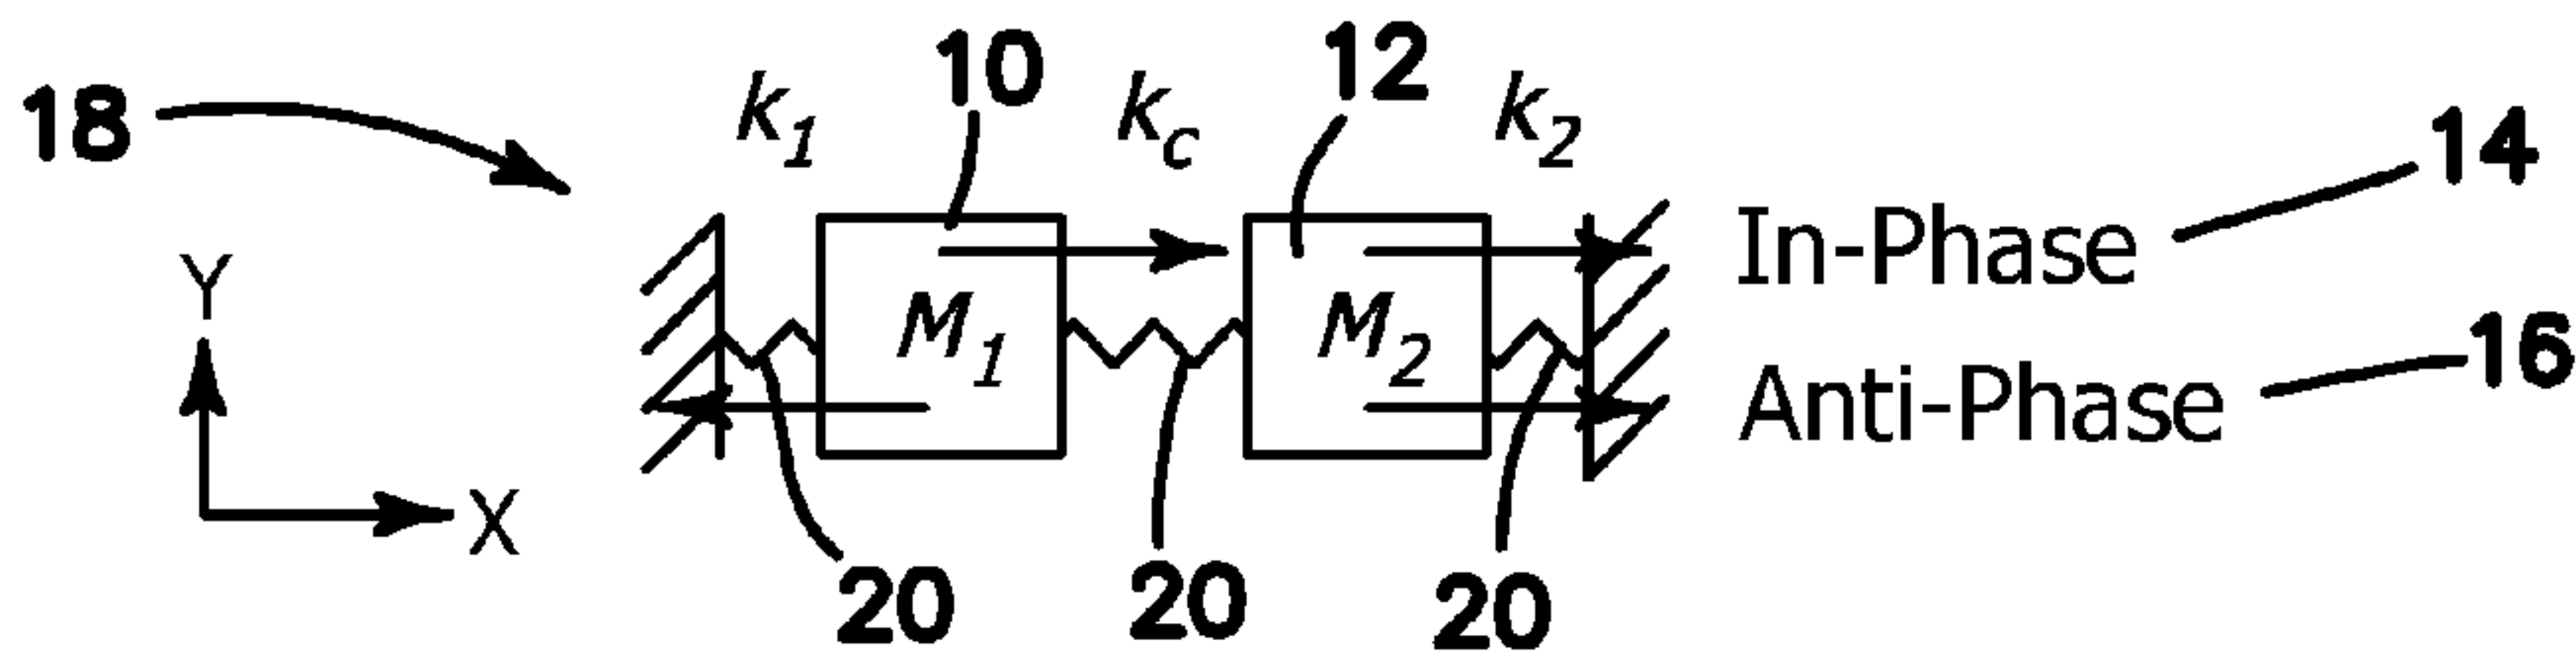 18 k1 10 kc 12 k2 14
In-Phase
Y M1 M2 16
Anti-Phase
X
20 20 20